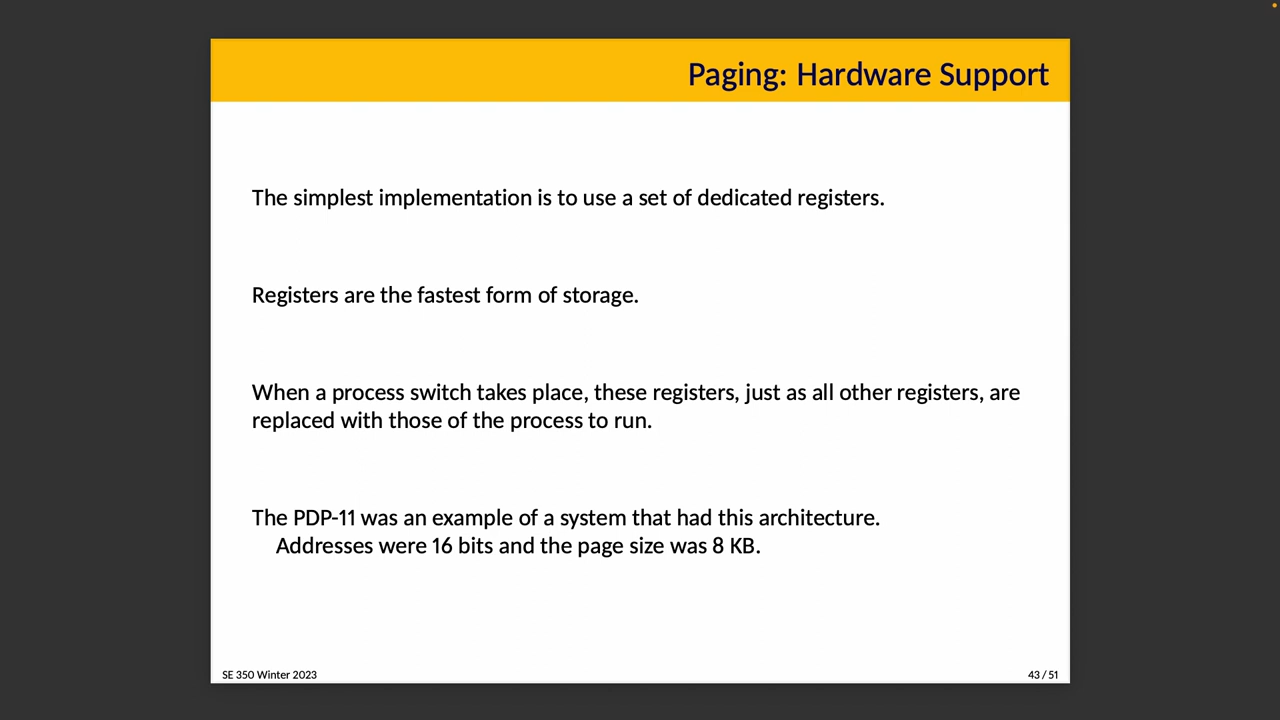 Paging: Hardware Support
The simplest implementation is to use a set of dedicated registers.
Registers are the fastest form of storage.
When a process switch takes place, these registers, just as all other registers, are
replaced with those of the process to run.
The PDP-11 was an example of a system that had this architecture.
Addresses were 16 bits and the page size was 8 KB.
SE 350 Winter 2023
43 / 51